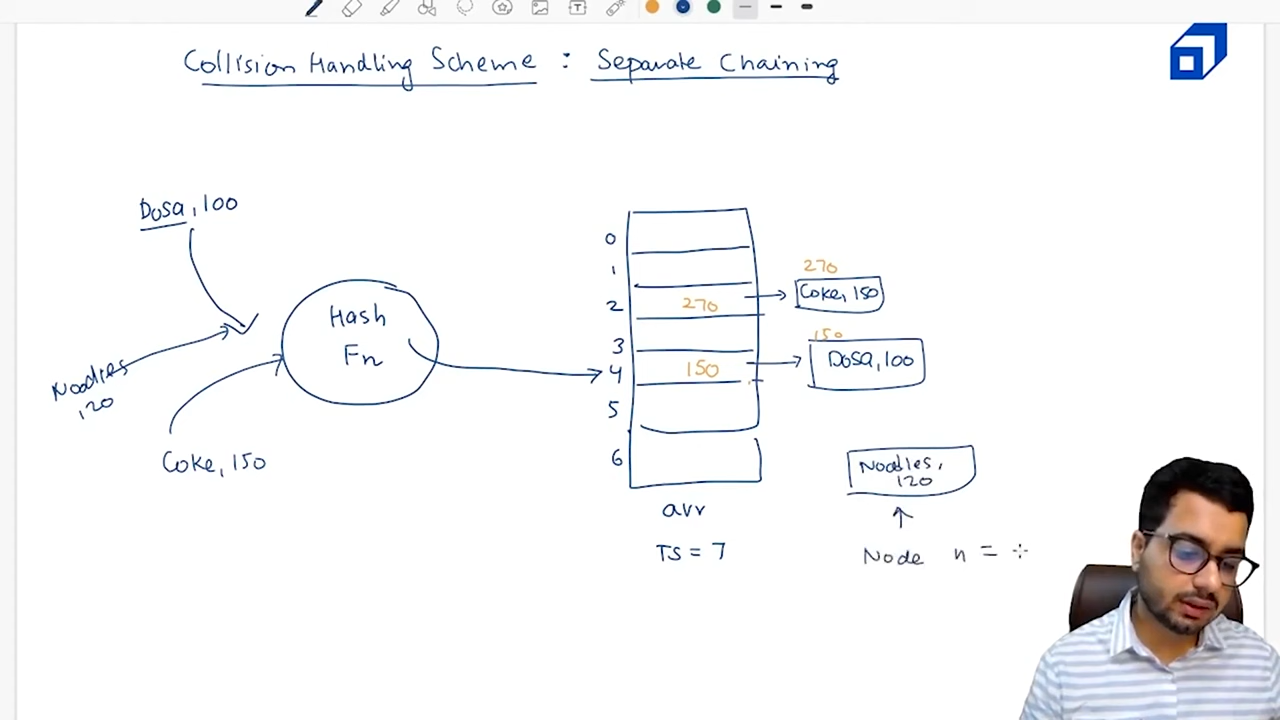 Collision Handling Scheme : Separate Chaining
Dosa, 100
Noodles
, 120
Coke, 150
Hash
Fn
0
1
2
3
4
5
6
270
150
270
Coke, 150
150
Dosa, 100
Noodles,
120
Node n =
arr
TS = 7